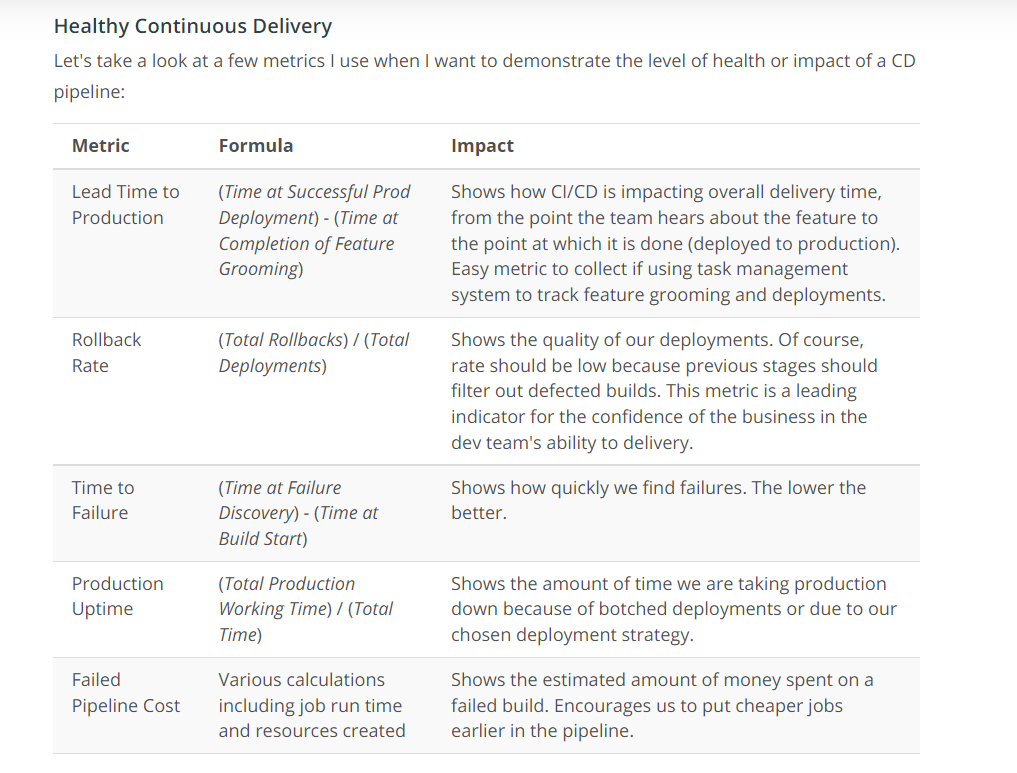 Healthy Continuous Delivery
Let's take a look at a few metrics I use when I want to demonstrate the level of health or impact of a CD
pipeline:
Metric Formula Impact
Lead Time to
Production
(Time at Successful Prod
Deployment) - (Time at
Completion of Feature
Grooming)
Shows how CI/CD is impacting overall delivery time,
from the point the team hears about the feature to
the point at which it is done (deployed to production).
Easy metric to collect if using task management
system to track feature grooming and deployments.
Rollback
Rate
(Total Rollbacks) / (Total
Deployments)
Shows the quality of our deployments. Of course,
rate should be low because previous stages should
filter out defected builds. This metric is a leading
indicator for the confidence of the business in the
dev team's ability to delivery.
Time to
Failure
(Time at Failure
Discovery) - (Time at
Build Start)
Shows how quickly we find failures. The lower the
better.
Production
Uptime
(Total Production
Working Time) / (Total
Time)
Shows the amount of time we are taking production
down because of botched deployments or due to our
chosen deployment strategy.
Failed
Pipeline Cost
Various calculations
including job run time
and resources created
Shows the estimated amount of money spent on a
failed build. Encourages us to put cheaper jobs
earlier in the pipeline.